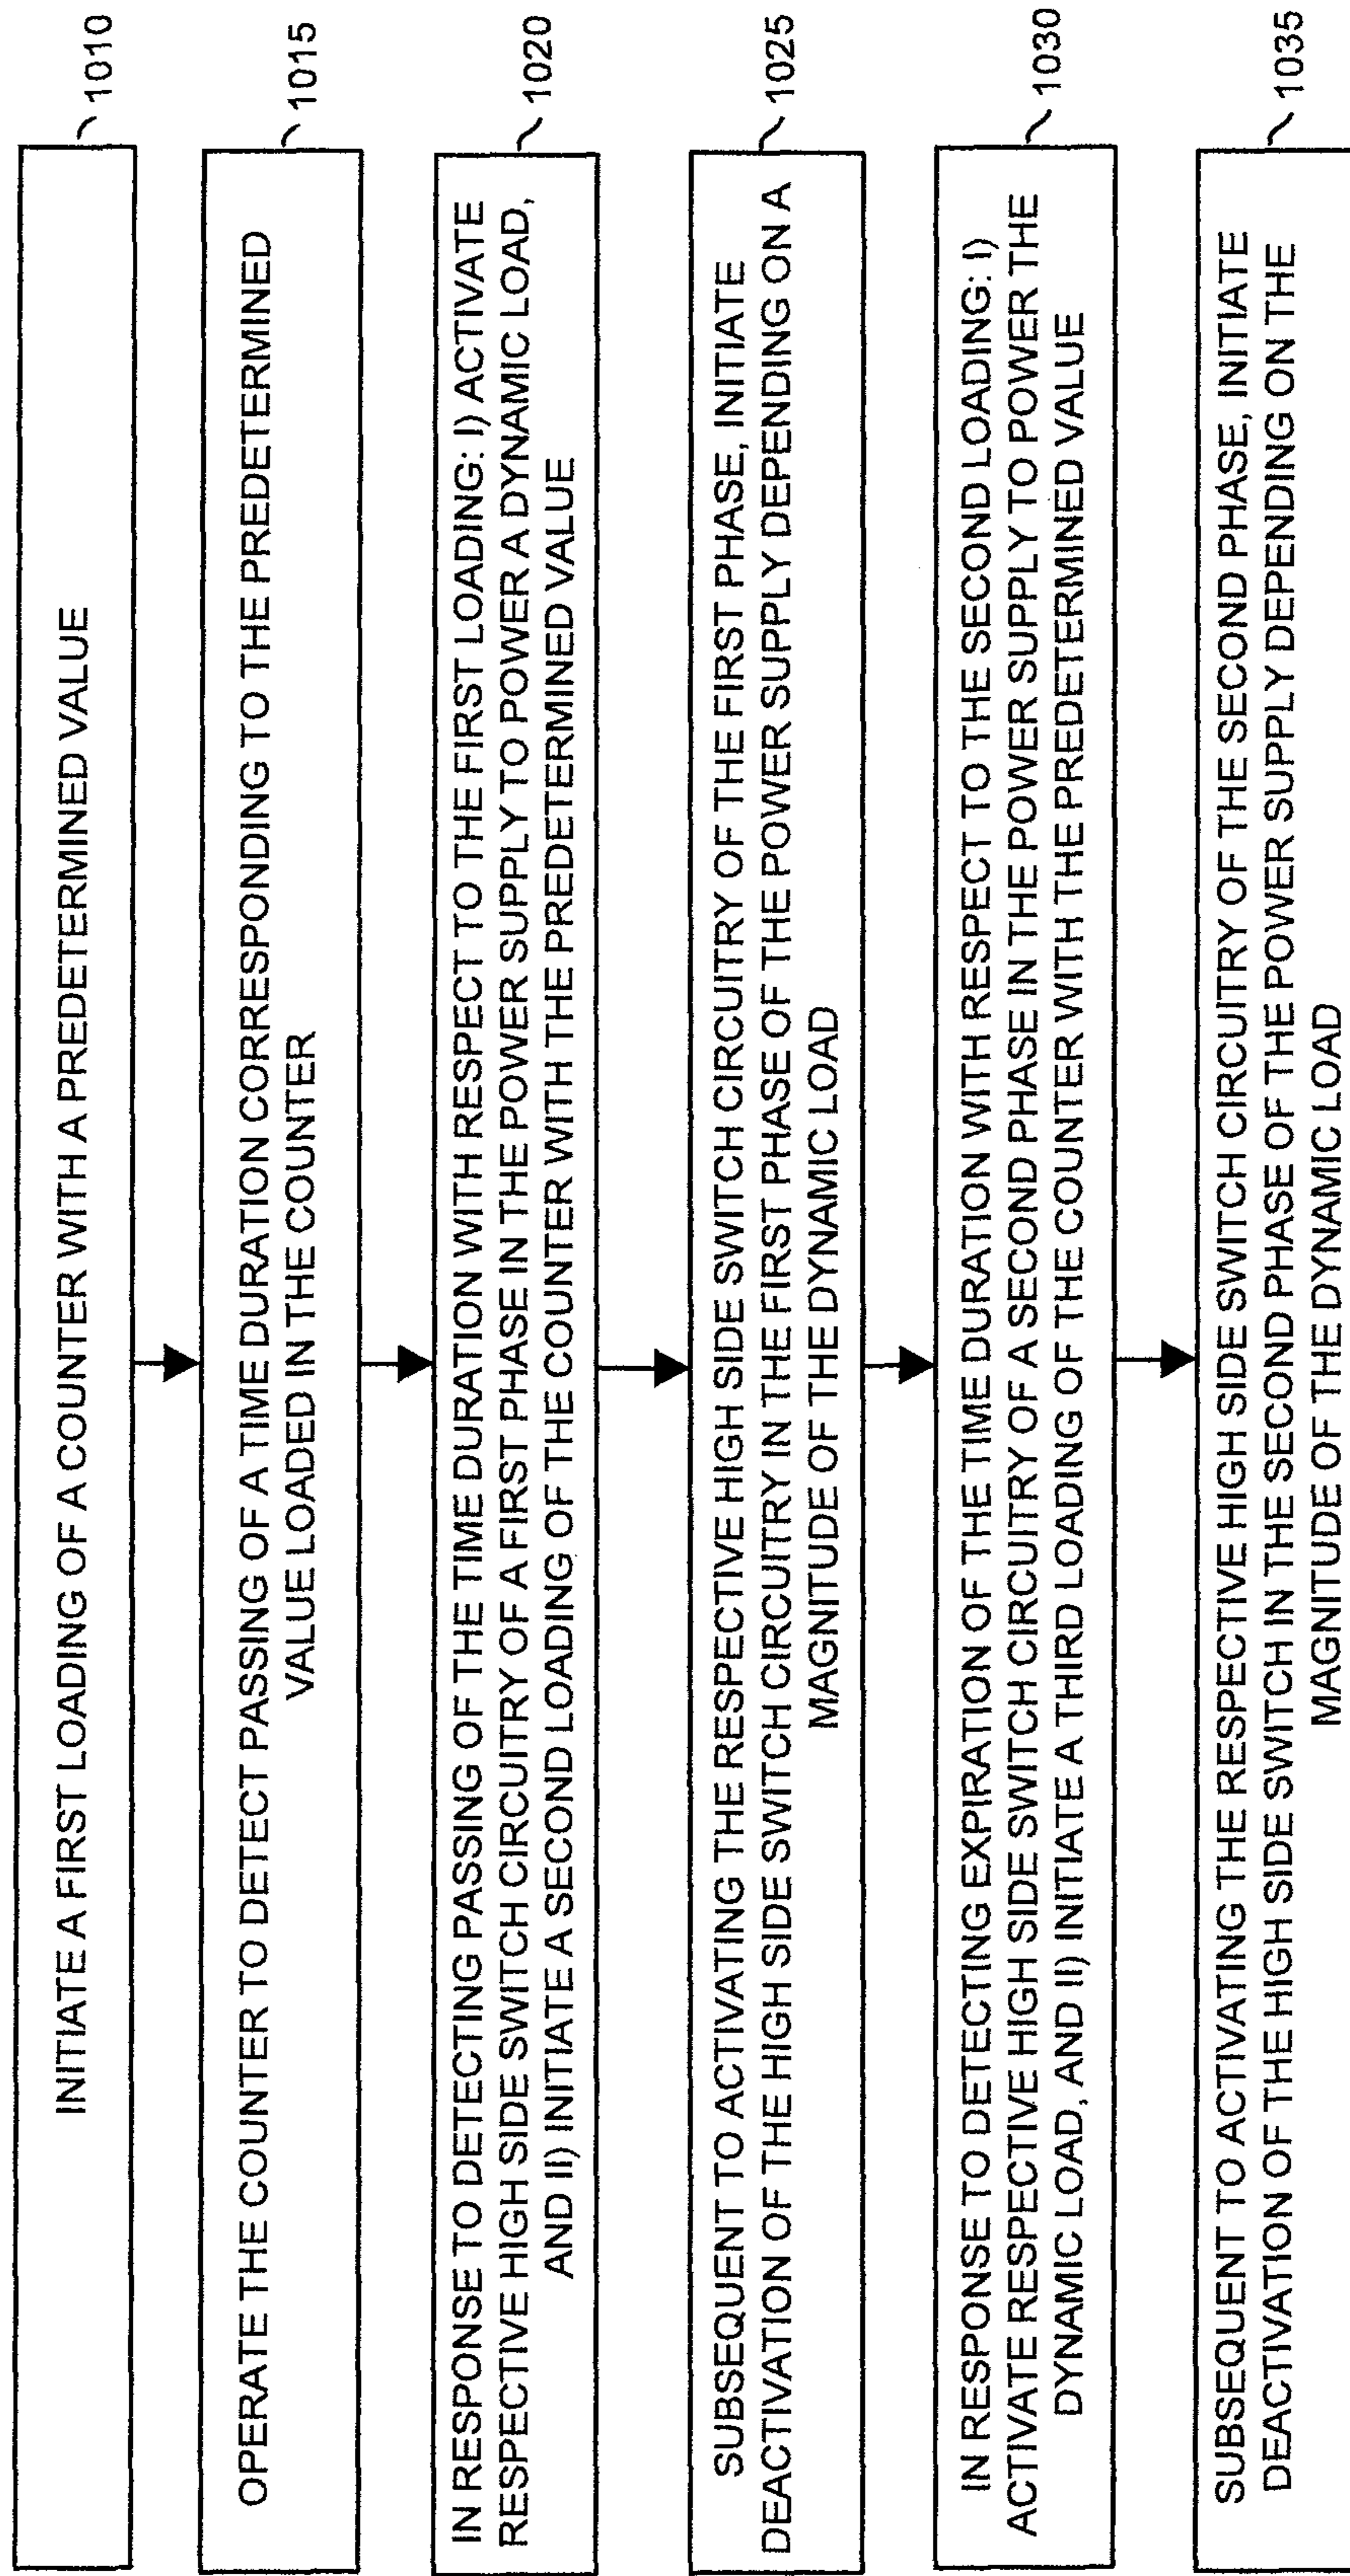 INITIATE A FIRST LOADING OF A COUNTER WITH A PREDETERMINED VALUE
1010
OPERATE THE COUNTER TO DETECT PASSING OF A TIME DURATION CORRESPONDING TO THE PREDETERMINED
VALUE LOADED IN THE COUNTER
1015
IN RESPONSE TO DETECTING PASSING OF THE TIME DURATION WITH RESPECT TO THE FIRST LOADING: I) ACTIVATE
RESPECTIVE HIGH SIDE SWITCH CIRCUITRY OF A FIRST PHASE IN THE POWER SUPPLY TO POWER A DYNAMIC LOAD,
AND II) INITIATE A SECOND LOADING OF THE COUNTER WITH THE PREDETERMINED VALUE
1020
SUBSEQUENT TO ACTIVATING THE RESPECTIVE HIGH SIDE SWITCH CIRCUITRY OF THE FIRST PHASE, INITIATE
DEACTIVATION OF THE HIGH SIDE SWITCH CIRCUITRY IN THE FIRST PHASE OF THE POWER SUPPLY DEPENDING ON A
MAGNITUDE OF THE DYNAMIC LOAD
1025
IN RESPONSE TO DETECTING EXPIRATION OF THE TIME DURATION WITH RESPECT TO THE SECOND LOADING: I)
ACTIVATE RESPECTIVE HIGH SIDE SWITCH CIRCUITRY OF A SECOND PHASE IN THE POWER SUPPLY TO POWER THE
DYNAMIC LOAD, AND II) INITIATE A THIRD LOADING OF THE COUNTER WITH THE PREDETERMINED VALUE
1030
SUBSEQUENT TO ACTIVATING THE RESPECTIVE HIGH SIDE SWITCH CIRCUITRY OF THE SECOND PHASE, INITIATE
DEACTIVATION OF THE HIGH SIDE SWITCH IN THE SECOND PHASE OF THE POWER SUPPLY DEPENDING ON THE
MAGNITUDE OF THE DYNAMIC LOAD
1035